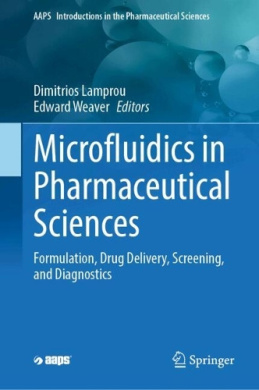 AAPS Introductions in the Pharmaceutical Sciences
Dimitrios Lamprou
Edward Weaver Editors
Microfluidics in
Pharmaceutical
Sciences
Formulation, Drug Delivery, Screening,
and Diagnostics
aaps
Springer